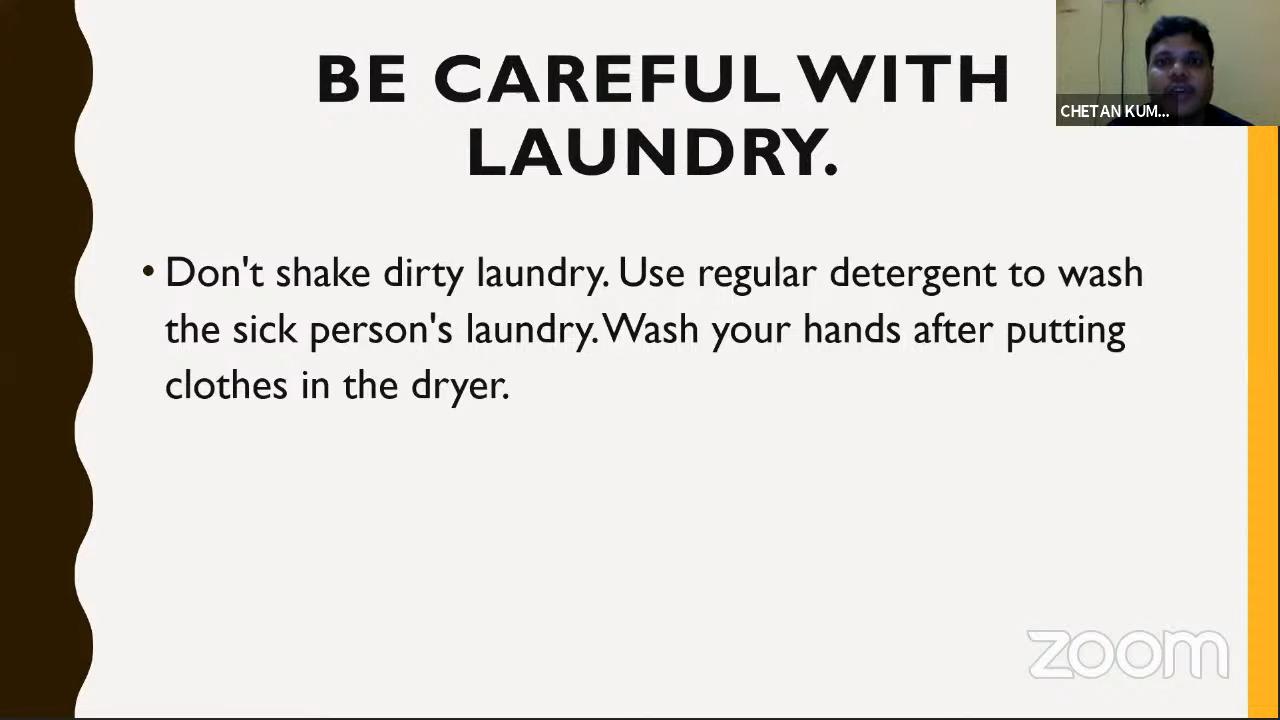 BE CAREFUL WITH
LAUNDRY.
CHETAN KUM...
• Don't shake dirty laundry. Use regular detergent to wash
the sick person's laundry. Wash your hands after putting
clothes in the dryer.
zoom